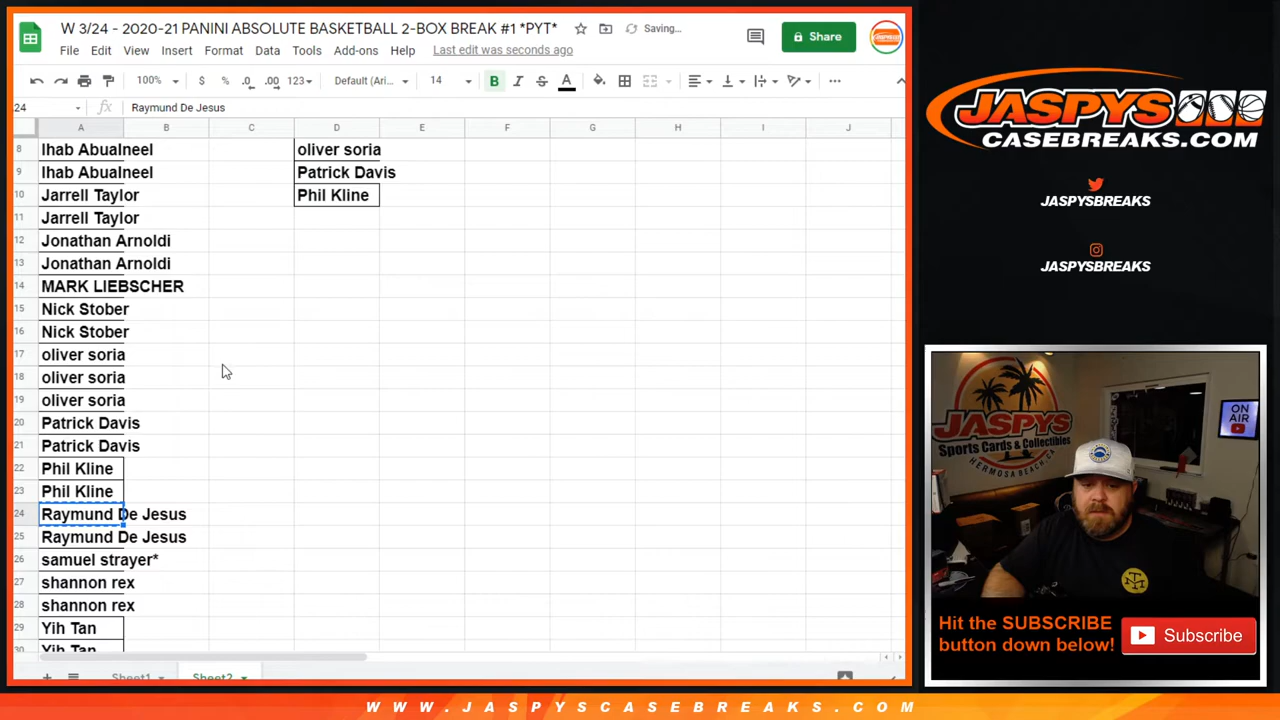 W 3/24 - 2020-21 PANINI ABSOLUTE BASKETBALL 2-BOX BREAK #1 *PYT*
Saving…
File Edit View Insert Format Data Tools Add-ons Help Last edit was seconds ago
Share
100% $ % .0 .00 123 Default (Ari... 14 B I S A
24 fx Raymund De Jesus
A B C D E F G H I J
8 Ihab Abualneel oliver soria
9 Ihab Abualneel Patrick Davis
10 Jarrell Taylor Phil Kline
11 Jarrell Taylor
12 Jonathan Arnoldi
13 Jonathan Arnoldi
14 MARK LIEBSCHER
15 Nick Stober
16 Nick Stober
17 oliver soria
18 oliver soria
19 oliver soria
20 Patrick Davis
21 Patrick Davis
22 Phil Kline
23 Phil Kline
24 Raymund De Jesus
25 Raymund De Jesus
26 samuel strayer*
27 shannon rex
28 shannon rex
29 Yih Tan
30 Yih Tan
Sheet1 Sheet2
JASPYS
CASEBREAKS.COM
JASPYSBREAKS
JASPYSBREAKS
JASPYS
Sports Cards & Collectibles
HERMOSA BEACH, CA
ON
AIR
Hit the SUBSCRIBE
button down below!
Subscribe
WWW.JASPYSCASEBREAKS.COM